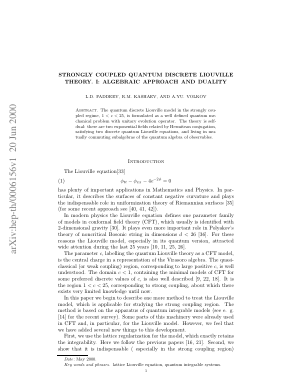 arXiv:hep-th/0006156v1  20 Jun 2000
STRONGLY COUPLED QUANTUM DISCRETE LIOUVILLE
THEORY. I: ALGEBRAIC APPROACH AND DUALITY
L.D. FADDEEV, R.M. KASHAEV, AND A.YU. VOLKOV
ABSTRACT. The quantum discrete Liouville model in the strongly cou-
pled regime, 1 < c < 25, is formulated as a well defined quantum me-
chanical problem with unitary evolution operator. The theory is self-
dual: there are two exponential fields related by Hermitean conjugation,
satisfying two discrete quantum Liouville equations, and living in mu-
tually commuting subalgebras of the quantum algebra of observables.
INTRODUCTION
The Liouville equation[33]
(1)
has plenty of important applications in Mathematics and Physics. In par-
ticular, it describes the surfaces of constant negative curvature and plays
the indispensable role in uniformization theory of Riemannian surfaces [35]
(for some recent approach see [40, 41, 42]).
In modern physics the Liouville equation defines one parameter family
of models in conformal field theory (CFT), which usually is identified with
2-dimensional gravity [30]. It plays even more important role in Polyakov's
theory of noncritical Bosonic string in dimensions d < 26 [36]. For these
reasons the Liouville model, especially in its quantum version, attracted
wide attention during the last 25 years [10, 11, 25, 26].
The parameter c, labelling the quantum Liouville theory as a CFT model,
is the central charge in a representation of the Virasoro algebra. The quasi-
classical (or weak coupling) region, corresponding to large positive c, is well
understood. The domain c < 1, containing the minimal models of CFT for
some preferred discrete values of c, is also well described [9, 22, 18]. It is
the region 1 < c < 25, corresponding to strong coupling, about which there
exists very limited knowledge until now.
In this paper we begin to describe one more method to treat the Liouville
model, which is applicable for studying the strong coupling region. The
method is based on the apparatus of quantum integrable models (see e. g.
[14] for the recent survey). Some parts of this machinery were already used
in CFT and, in particular, for the Liouville model. However, we feel that
we have added several new things to this development.
First, we use the lattice regularization for the model, which exactly retains
the integrability. Here we follow the previous papers [16, 21]. Second, we
show that it is indispensable ( especially in the strong coupling region)
Date: May 2000.
Key words and phrases. lattice Liouville equation, quantum integrable systems.